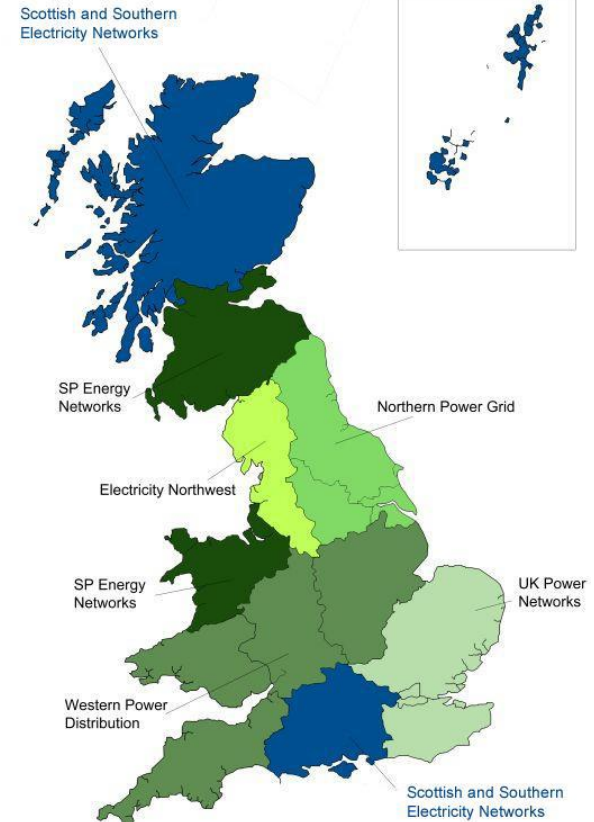 Scottish and Southern
Electricity Networks
SP Energy
Networks
Northern Power Grid
Electricity Northwest
SP Energy
Networks
UK Power
Networks
Western Power
Distribution
Scottish and Southern
Electricity Networks